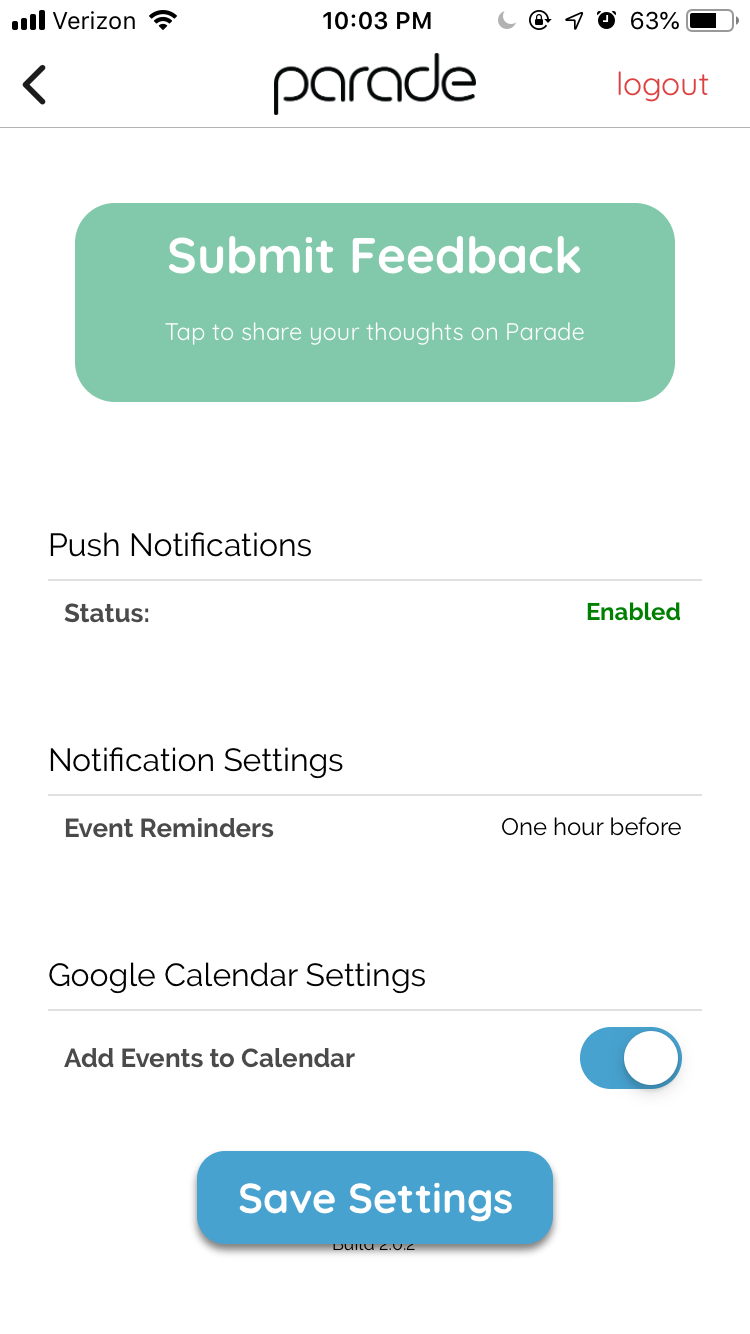 Verizon 10:03 PM 63%
parade logout
Submit Feedback
Tap to share your thoughts on Parade
Push Notifications
Status: Enabled
Notification Settings
Event Reminders One hour before
Google Calendar Settings
Add Events to Calendar
Save Settings
Build 2.0.2